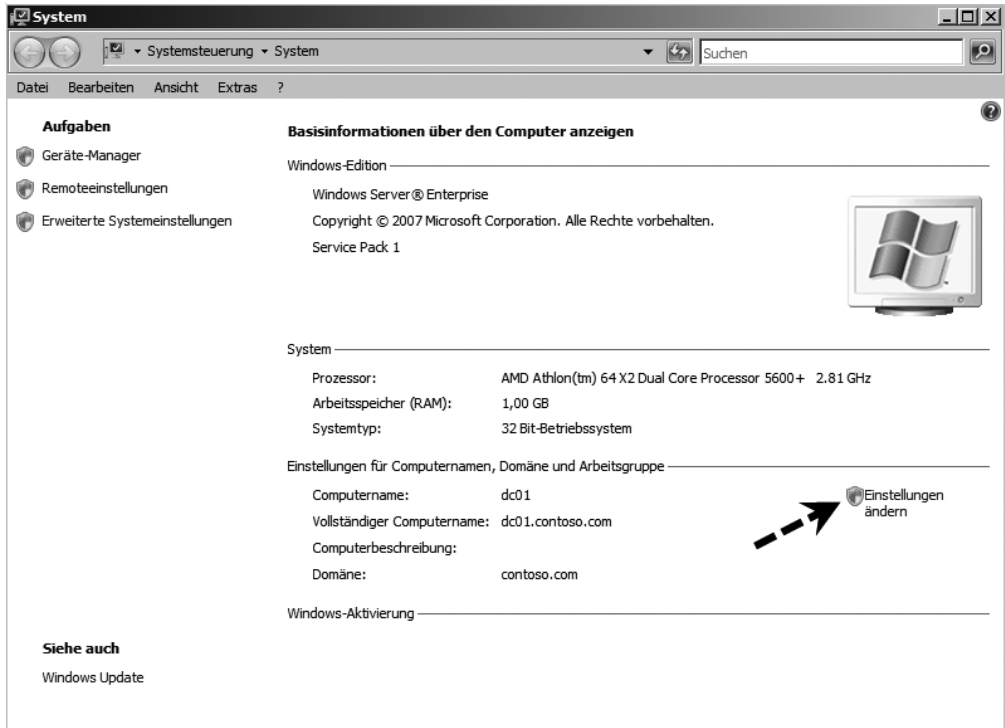 System
Systemsteuerung System
Suchen
Datei Bearbeiten Ansicht Extras ?
Aufgaben
Geräte-Manager
Remoteeinstellungen
Erweiterte Systemeinstellungen
Siehe auch
Windows Update
Basisinformationen über den Computer anzeigen
Windows-Edition
Windows Server® Enterprise
Copyright © 2007 Microsoft Corporation. Alle Rechte vorbehalten.
Service Pack 1
System
Prozessor: AMD Athlon(tm) 64 X2 Dual Core Processor 5600+ 2.81 GHz
Arbeitsspeicher (RAM): 1,00 GB
Systemtyp: 32 Bit-Betriebssystem
Einstellungen für Computernamen, Domäne und Arbeitsgruppe
Computername: dc01
Vollständiger Computername: dc01.contoso.com
Computerbeschreibung:
Domäne: contoso.com
Einstellungen
ändern
Windows-Aktivierung